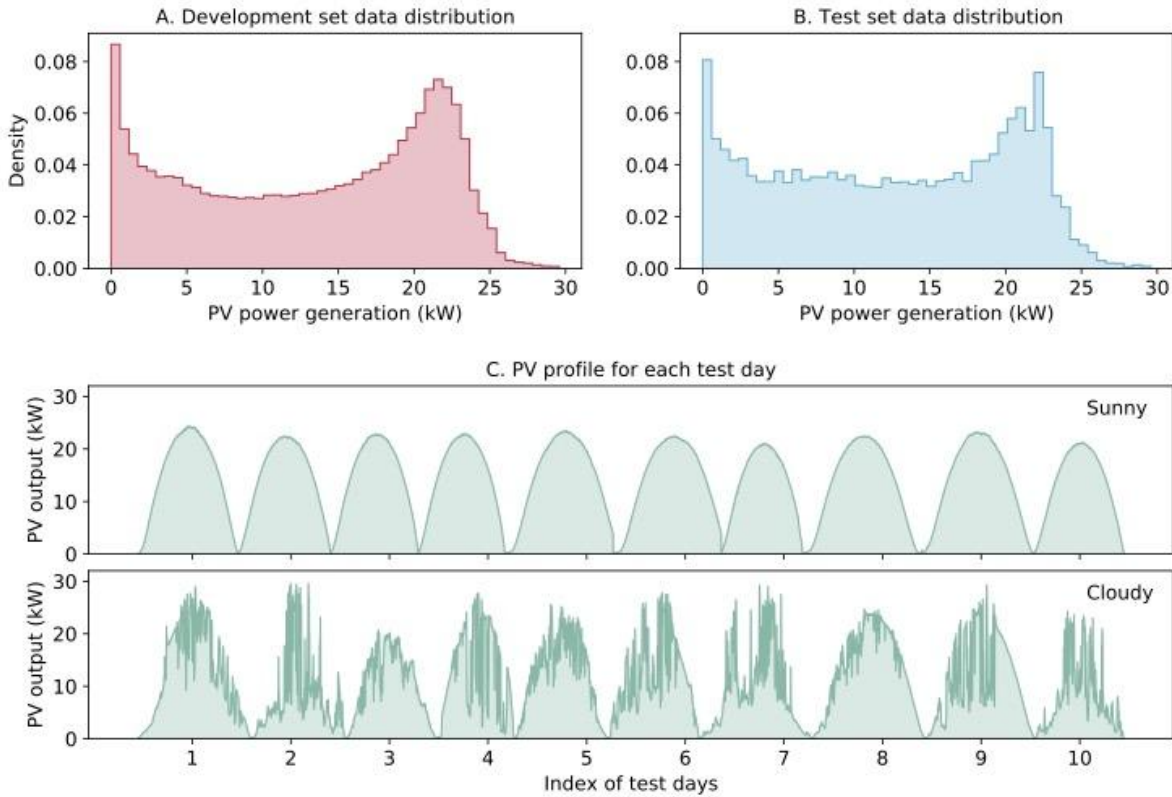 A. Development set data distribution
B. Test set data distribution
Density
0.08
0.06
0.04
0.02
0.00
0 5 10 15 20 25 30
PV power generation (kW)
0.08
0.06
0.04
0.02
0.00
0 5 10 15 20 25 30
PV power generation (kW)
C. PV profile for each test day
PV output (kW)
30
20
10
0
Sunny
PV output (kW)
30
20
10
0
Cloudy
1 2 3 4 5 6 7 8 9 10
Index of test days